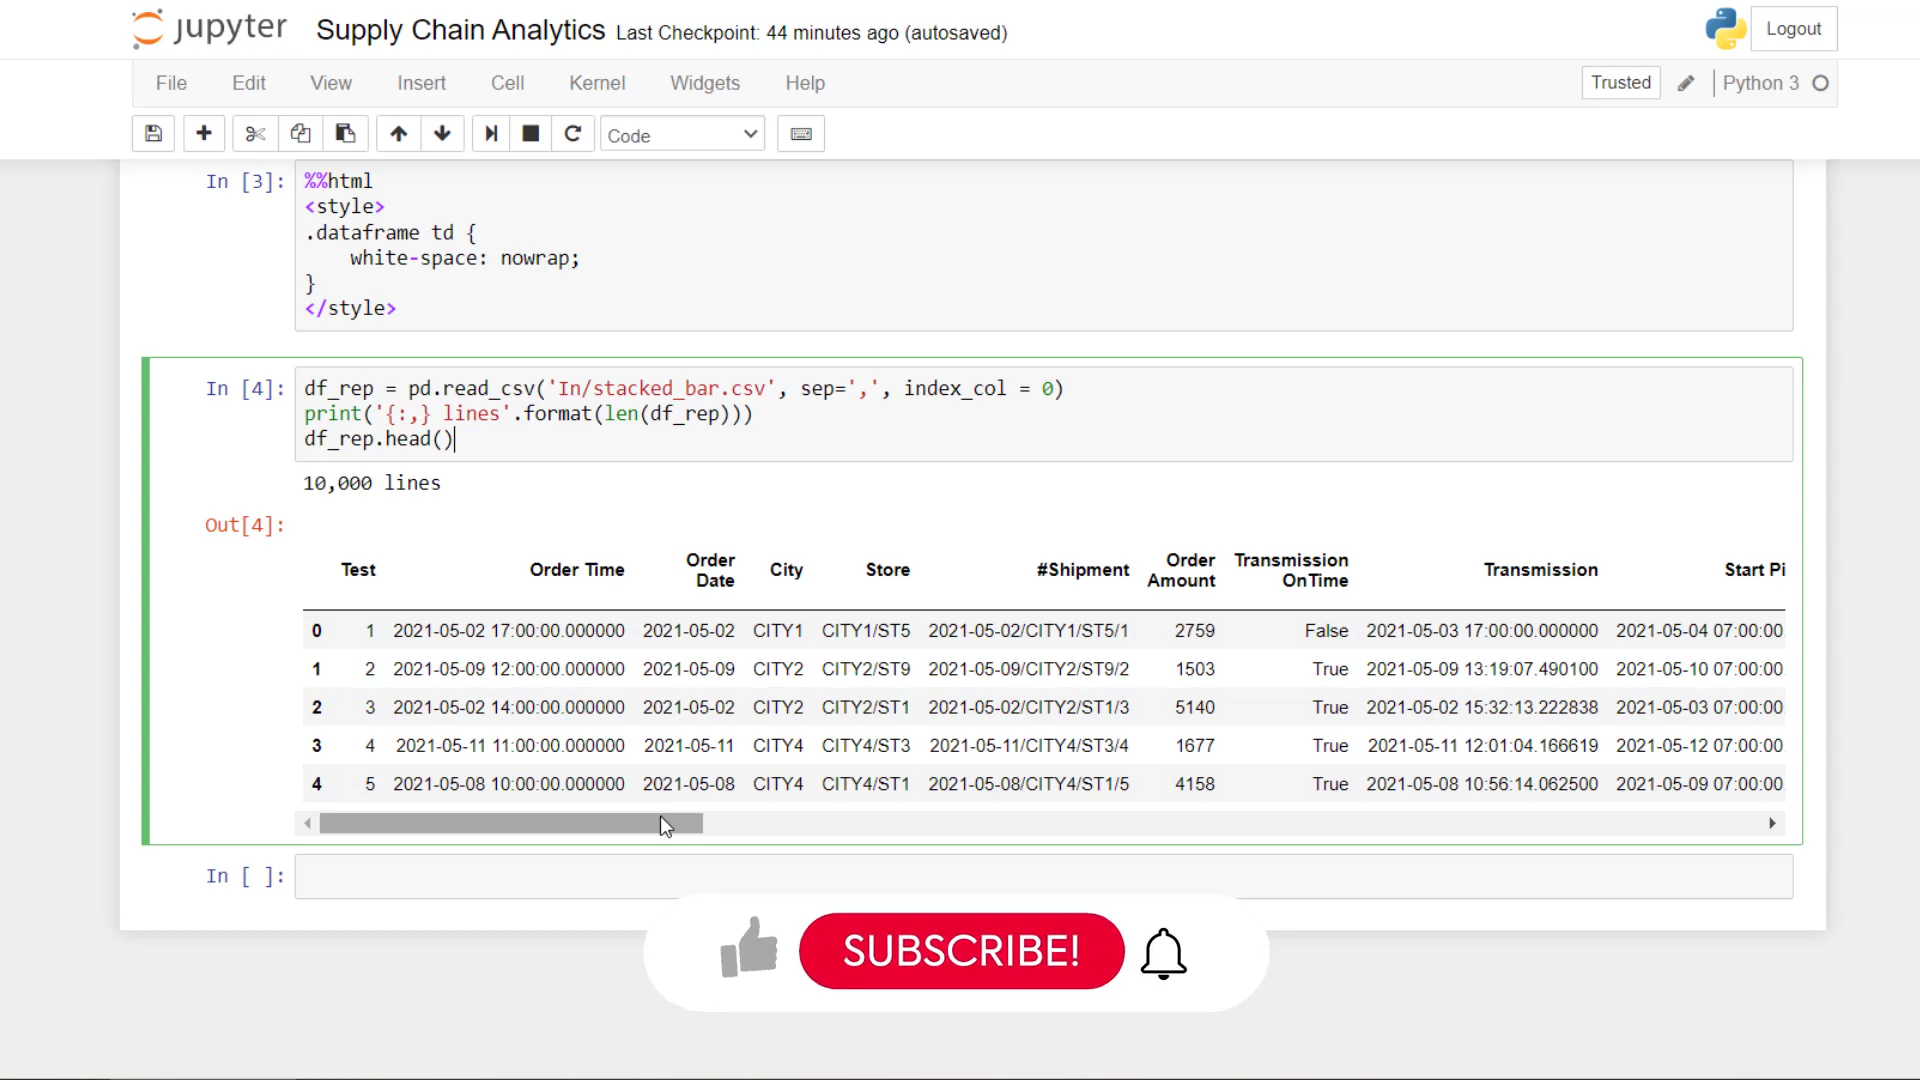 jupyter Supply Chain Analytics Last Checkpoint: 44 minutes ago (autosaved) Logout
File Edit View Insert Cell Kernel Widgets Help Trusted Python 3
Code
In [3]: %%html
<style>
.dataframe td {
    white-space: nowrap;
}
</style>
In [4]: df_rep = pd.read_csv('In/stacked_bar.csv', sep=',', index_col = 0)
print('{:,} lines'.format(len(df_rep)))
df_rep.head()
10,000 lines
Out[4]:
Test Order Time Order Date City Store #Shipment Order Amount Transmission OnTime Transmission Start Pi
0 1 2021-05-02 17:00:00.000000 2021-05-02 CITY1 CITY1/ST5 2021-05-02/CITY1/ST5/1 2759 False 2021-05-03 17:00:00.000000 2021-05-04 07:00:00
1 2 2021-05-09 12:00:00.000000 2021-05-09 CITY2 CITY2/ST9 2021-05-09/CITY2/ST9/2 1503 True 2021-05-09 13:19:07.490100 2021-05-10 07:00:00
2 3 2021-05-02 14:00:00.000000 2021-05-02 CITY2 CITY2/ST1 2021-05-02/CITY2/ST1/3 5140 True 2021-05-02 15:32:13.222838 2021-05-03 07:00:00
3 4 2021-05-11 11:00:00.000000 2021-05-11 CITY4 CITY4/ST3 2021-05-11/CITY4/ST3/4 1677 True 2021-05-11 12:01:04.166619 2021-05-12 07:00:00
4 5 2021-05-08 10:00:00.000000 2021-05-08 CITY4 CITY4/ST1 2021-05-08/CITY4/ST1/5 4158 True 2021-05-08 10:56:14.062500 2021-05-09 07:00:00
In [ ]:
SUBSCRIBE!